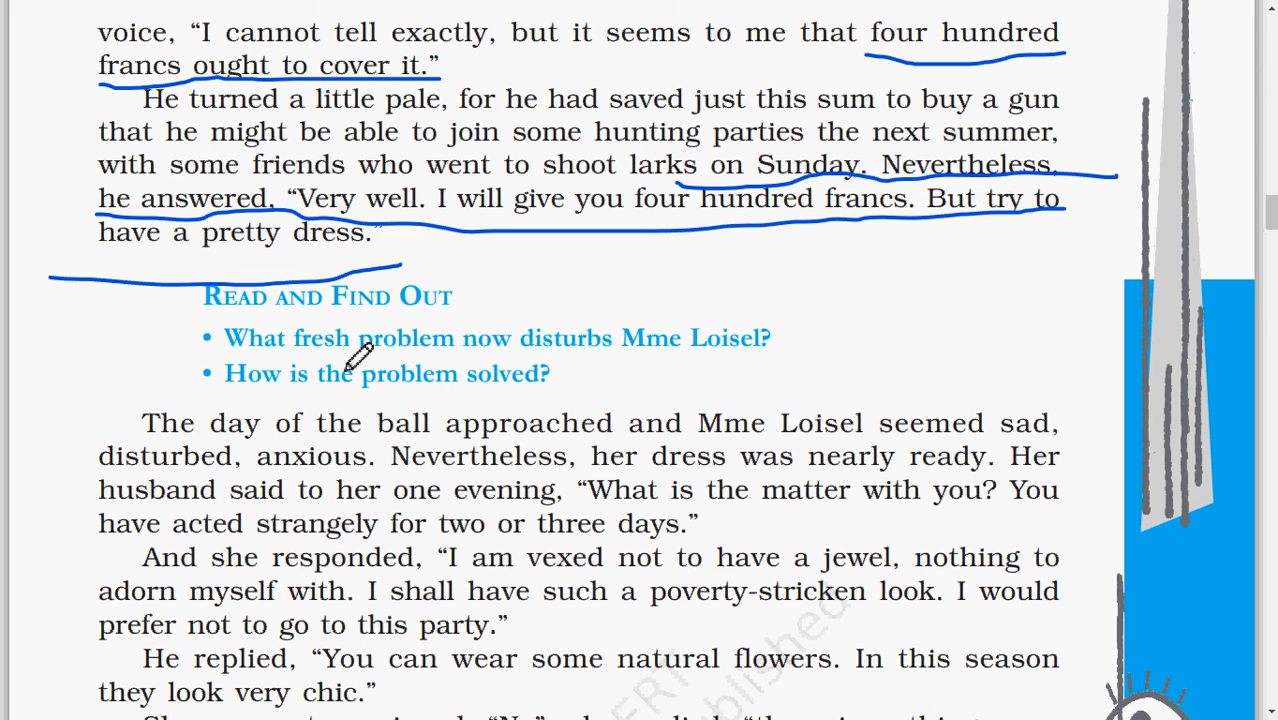 voice, “I cannot tell exactly, but it seems to me that four hundred
francs ought to cover it.”
He turned a little pale, for he had saved just this sum to buy a gun
that he might be able to join some hunting parties the next summer,
with some friends who went to shoot larks on Sunday. Nevertheless,
he answered, “Very well. I will give you four hundred francs. But try to
have a pretty dress.”
READ AND FIND OUT
• What fresh problem now disturbs Mme Loisel?
• How is the problem solved?
The day of the ball approached and Mme Loisel seemed sad,
disturbed, anxious. Nevertheless, her dress was nearly ready. Her
husband said to her one evening, “What is the matter with you? You
have acted strangely for two or three days.”
And she responded, “I am vexed not to have a jewel, nothing to
adorn myself with. I shall have such a poverty-stricken look. I would
prefer not to go to this party.”
He replied, “You can wear some natural flowers. In this season
they look very chic.”